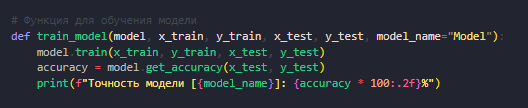 # Функция для обучения модели
def train_model(model, x_train, y_train, x_test, y_test, model_name="Model"):
    model.train(x_train, y_train, x_test, y_test)
    accuracy = model.get_accuracy(x_test, y_test)
    print(f"Точность модели [{model_name}]: {accuracy * 100:.2f}%")